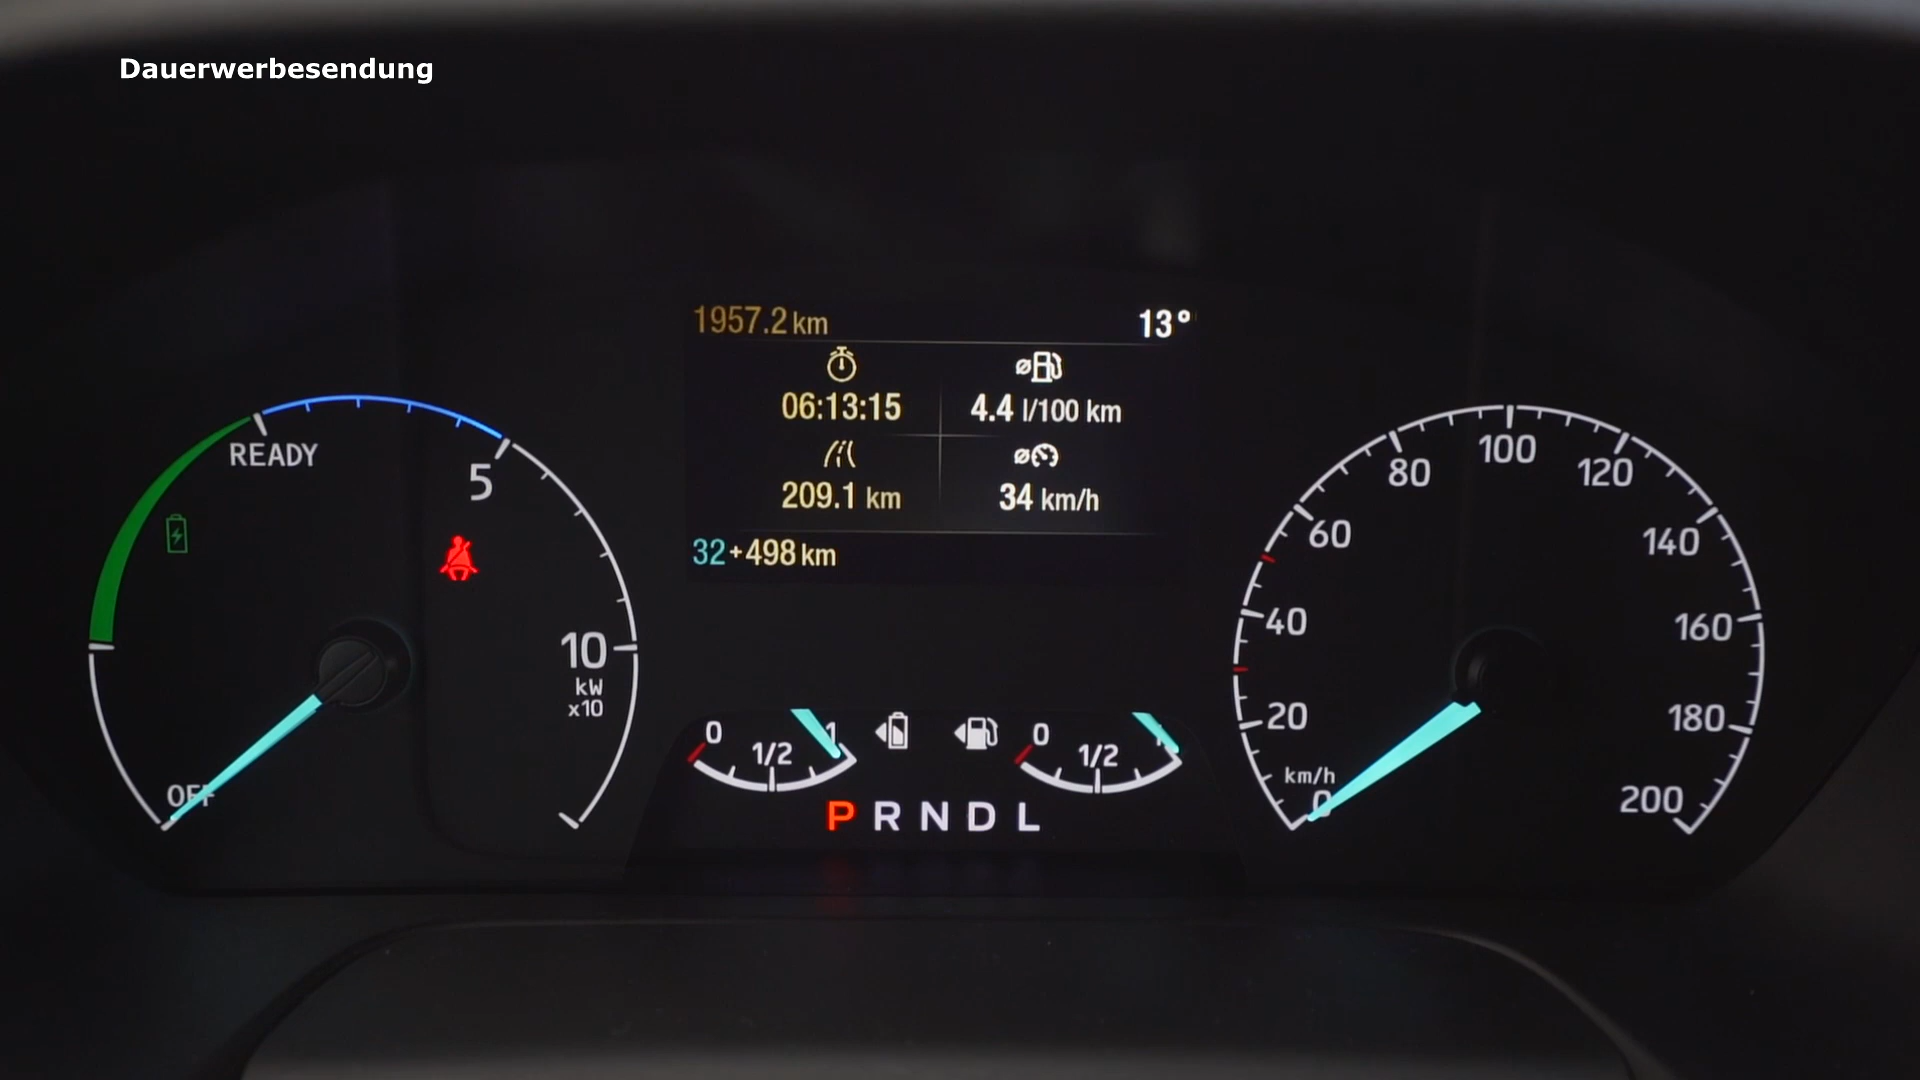 Dauerwerbesendung
1957.2 km
13°
06:13:15
4.4 l/100 km
209.1 km
34 km/h
32+498 km
READY
5
10
kW
x10
OFF
0
1/2
1
0
1/2
P R N D L
0
20
40
60
80
100
120
140
160
180
200
km/h